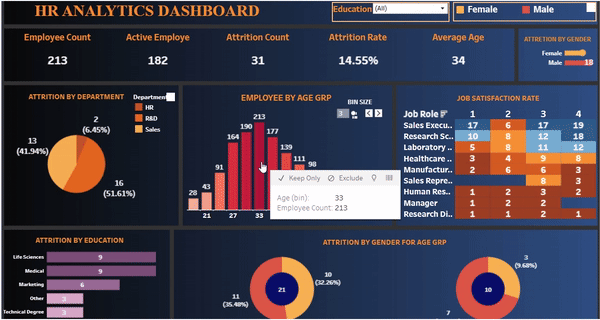 HR ANALYTICS DASHBOARD
Education (All)
Female Male
Employee Count Active Employe Attrition Count Attrition Rate Average Age
213 182 31 14.55% 34
ATTRETION BY GENDER
Female
Male 18
ATTRITION BY DEPARTMENT
Department
HR
R&D
Sales
2
(6.45%)
13
(41.94%)
16
(51.61%)
EMPLOYEE BY AGE GRP
BIN SIZE
3
28 43 91 164 190 213 177 139 111 98
21 27 33
Keep Only Exclude
Age (bin): 33
Employee Count: 213
JOB SATISFACTION RATE
Job Role 1 2 3 4
Sales Execu.. 17 6 17 19
Research Sc.. 10 8 12 18
Laboratory .. 5 8 11 12
Healthcare .. 3 4 9 8
Manufactur.. 2 6 6 3
Sales Repre.. 8 3
Human Res.. 1 2 3 2
Manager 1 2 2
Research Di.. 1 1 2 1
ATTRITION BY EDUCATION
Life Sciences 9
Medical 9
Marketing 6
Other 3
Technical Degree 3
ATTRITION BY GENDER FOR AGE GRP
10
(32.26%)
21
11
(35.48%)
3
(9.68%)
10
7